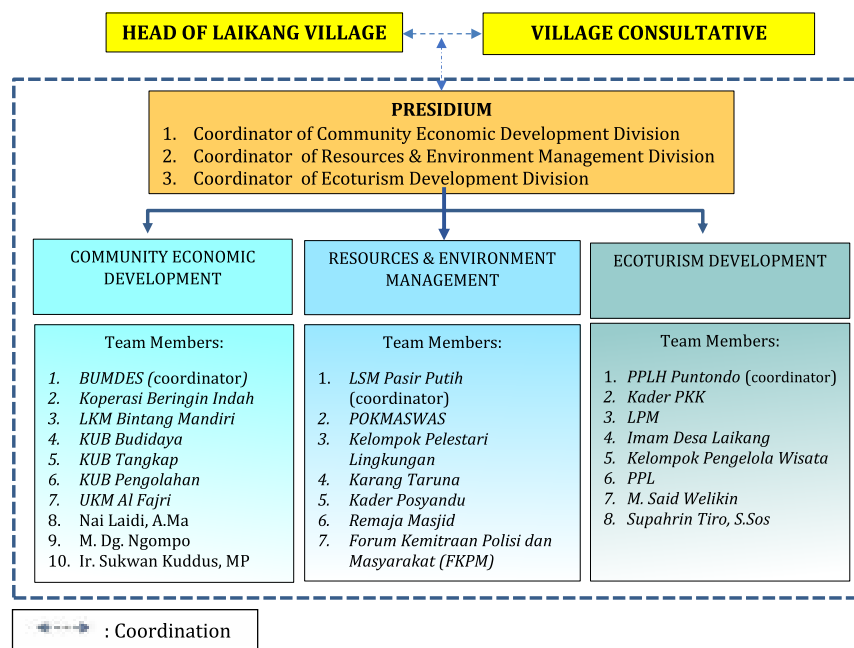 HEAD OF LAIKANG VILLAGE
VILLAGE CONSULTATIVE
PRESIDIUM
1. Coordinator of Community Economic Development Division
2. Coordinator of Resources & Environment Management Division
3. Coordinator of Ecoturism Development Division
COMMUNITY ECONOMIC
DEVELOPMENT
RESOURCES & ENVIRONMENT
MANAGEMENT
ECOTURISM DEVELOPMENT
Team Members:
1. BUMDES (coordinator)
2. Koperasi Beringin Indah
3. LKM Bintang Mandiri
4. KUB Budidaya
5. KUB Tangkap
6. KUB Pengolahan
7. UKM Al Fajri
8. Nai Laidi, A.Ma
9. M. Dg. Ngompo
10. Ir. Sukwan Kuddus, MP
Team Members:
1. LSM Pasir Putih
(coordinator)
2. POKMASWAS
3. Kelompok Pelestari
Lingkungan
4. Karang Taruna
5. Kader Posyandu
6. Remaja Masjid
7. Forum Kemitraan Polisi dan
Masyarakat (FKPM)
Team Members:
1. PPLH Puntondo (coordinator)
2. Kader PKK
3. LPM
4. Imam Desa Laikang
5. Kelompok Pengelola Wisata
6. PPL
7. M. Said Welikin
8. Supahrin Tiro, S.Sos
: Coordination